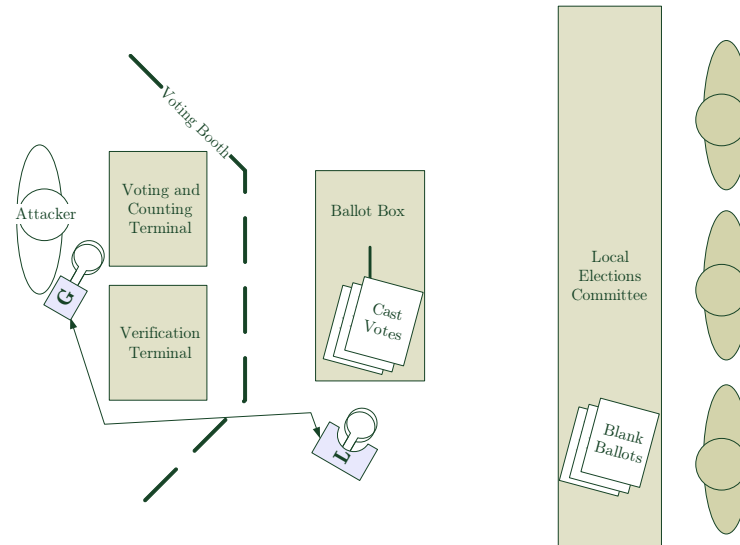 Voting Booth
Attacker
Voting and
Counting
Terminal
G
Verification
Terminal
Ballot Box
Cast
Votes
L
Local
Elections
Committee
Blank
Ballots